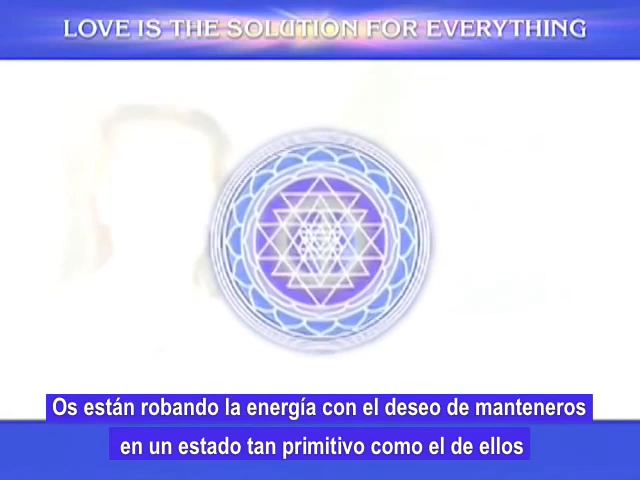 LOVE IS THE SOLUTION FOR EVERYTHING
Os están robando la energía con el deseo de manteneros
en un estado tan primitivo como el de ellos